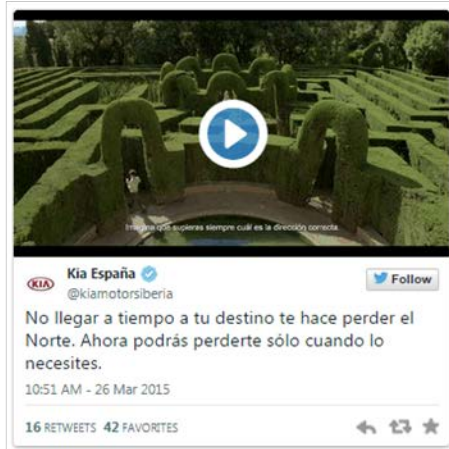 Imagina que supieras siempre cuál es la dirección correcta.
KIA
Kia España
@kiamotorsiberia
Follow
No llegar a tiempo a tu destino te hace perder el
Norte. Ahora podrás perderte sólo cuando lo
necesites.
10:51 AM - 26 Mar 2015
16 RETWEETS 42 FAVORITES